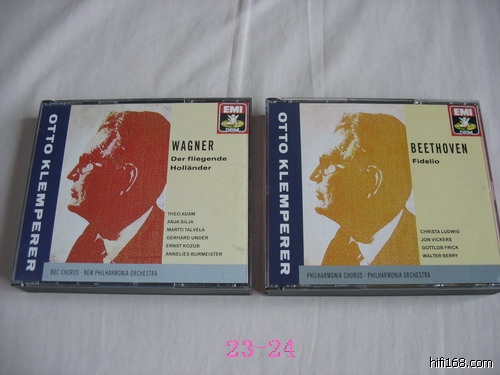 OTTO KLEMPERER
EMI
DRM
WAGNER
Der fliegende
Holländer
THEO ADAM
ANJA SILJA
MARTTI TALVELA
GERHARD UNGER
ERNST KOZUB
ANNELIES BURMEISTER
BBC CHORUS · NEW PHILHARMONIA ORCHESTRA
OTTO KLEMPERER
EMI
DRM
BEETHOVEN
Fidelio
CHRISTA LUDWIG
JON VICKERS
GOTTLOB FRICK
WALTER BERRY
PHILHARMONIA CHORUS · PHILHARMONIA ORCHESTRA
23-24
hifi168.com